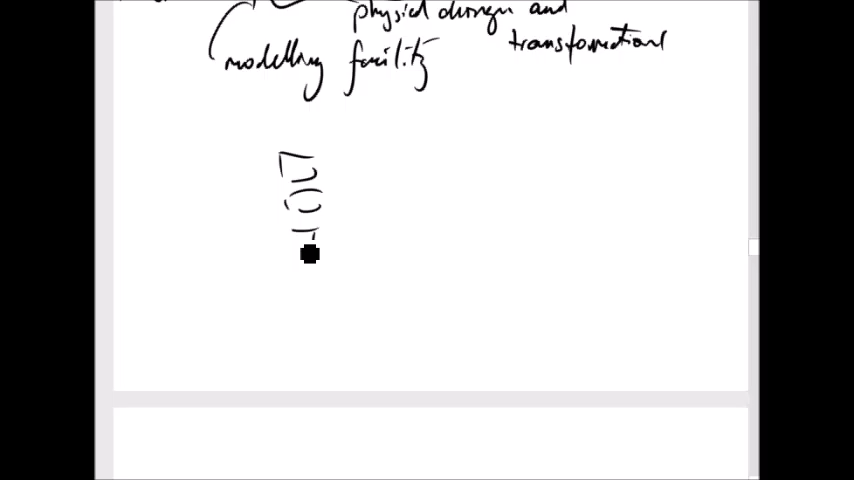 physical design and
transformational
modelling facility